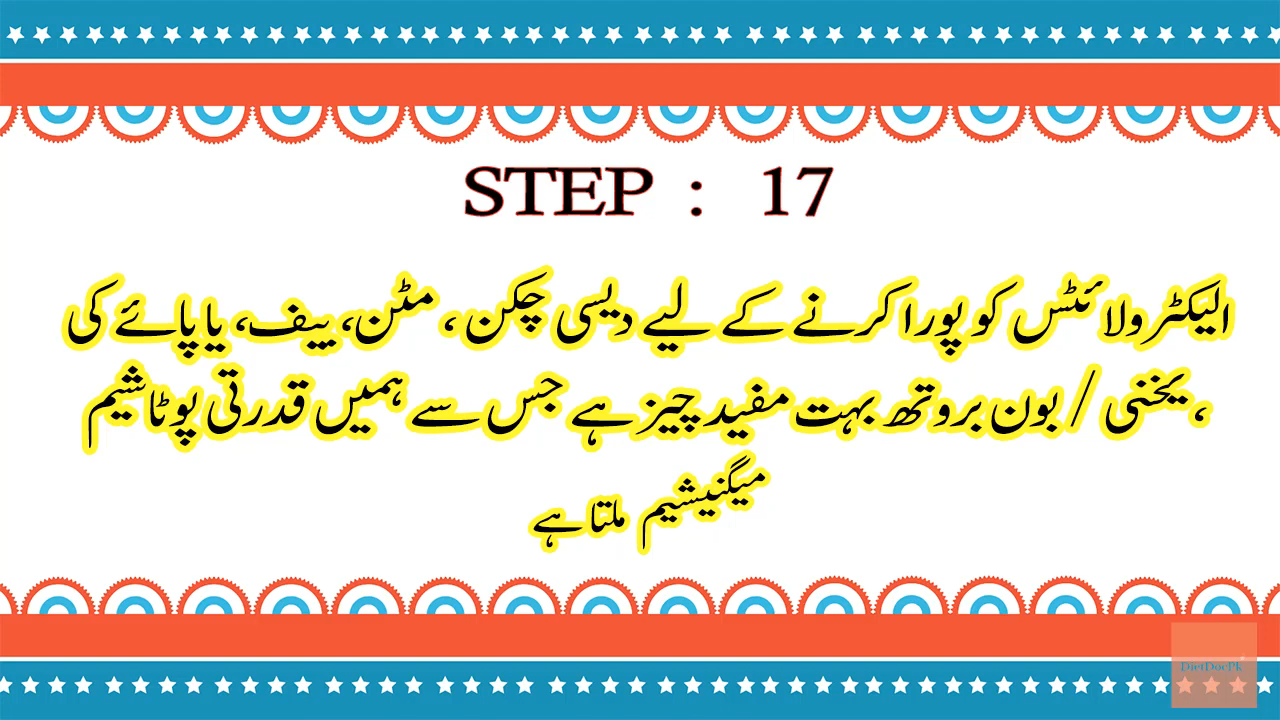 STEP : 17
الیکٹرولائٹس کو پورا کرنے کے لیے دیسی چکن ، مٹن، بیف، یا پائے کی
، یخنی / بون بروتھ بہت مفید چیز ہے جس سے ہمیں قدرتی پوٹاشیم
میگنیشیم ملتا ہے
DietDocPk